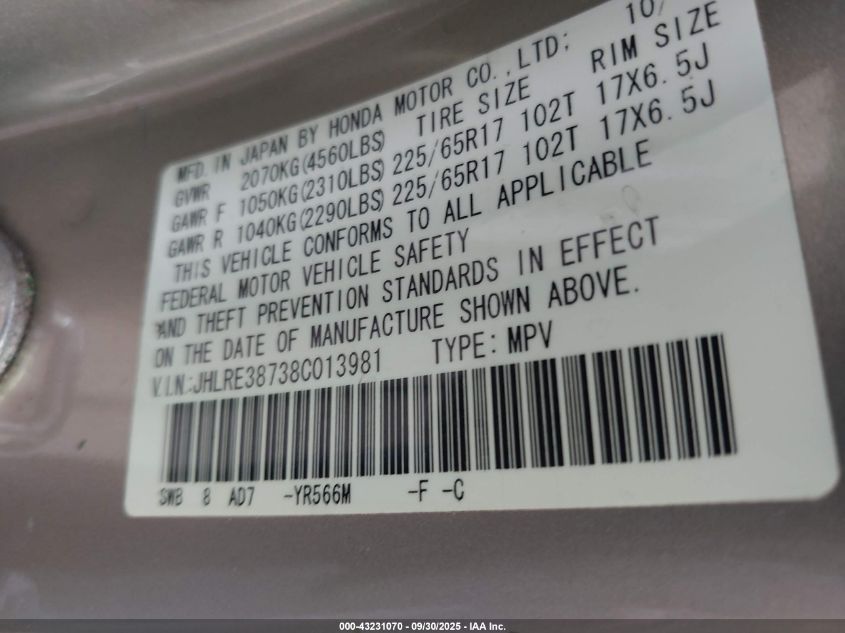 MFD. IN JAPAN BY HONDA MOTOR CO., LTD; 10/
GVWR 2070KG(4560LBS) TIRE SIZE RIM SIZE
GAWR F 1050KG(2310LBS) 225/65R17 102T 17X6.5J
GAWR R 1040KG(2290LBS) 225/65R17 102T 17X6.5J
THIS VEHICLE CONFORMS TO ALL APPLICABLE
FEDERAL MOTOR VEHICLE SAFETY
AND THEFT PREVENTION STANDARDS IN EFFECT
ON THE DATE OF MANUFACTURE SHOWN ABOVE.
V.I.N.:JHLRE38738C013981 TYPE: MPV
SWB 8 AD7 -YR566M -F -C
000-43231070 - 09/30/2025 - IAA Inc.